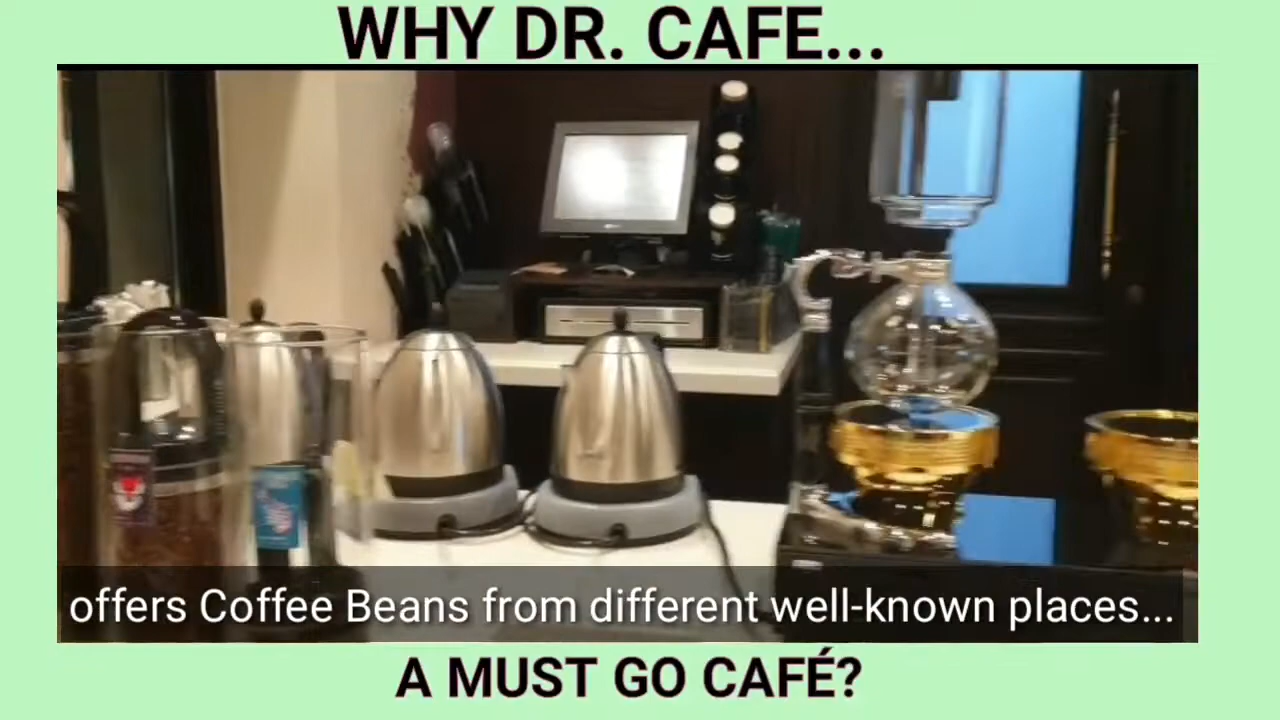 WHY DR. CAFE...
offers Coffee Beans from different well-known places...
A MUST GO CAFÉ?